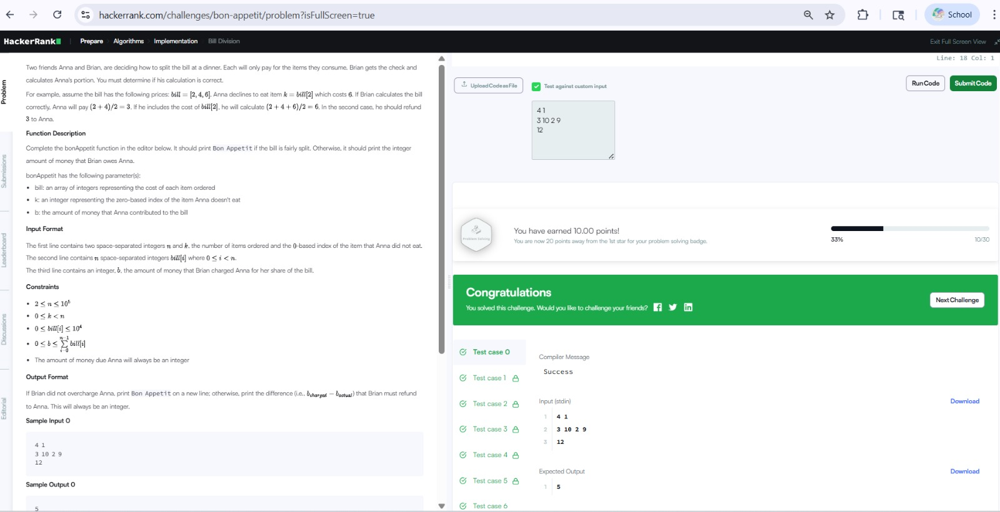 hackerrank.com/challenges/bon-appetit/problem?isFullScreen=true
School
HackerRank
Prepare
Algorithms
Implementation
Bill Division
Exit Full Screen View
Problem
Submissions
Leaderboard
Discussions
Editorial
Two friends Anna and Brian, are deciding how to split the bill at a dinner. Each will only pay for the items they consume. Brian gets the check and
calculates Anna's portion. You must determine if his calculation is correct.
For example, assume the bill has the following prices: bill = [2, 4, 6]. Anna declines to eat item k = bill[2] which costs 6. If Brian calculates the bill
correctly, Anna will pay (2 + 4)/2 = 3. If he includes the cost of bill[2], he will calculate (2 + 4 + 6)/2 = 6. In the second case, he should refund
3 to Anna.
Function Description
Complete the bonAppetit function in the editor below. It should print Bon Appetit if the bill is fairly split. Otherwise, it should print the integer
amount of money that Brian owes Anna.
bonAppetit has the following parameter(s):
• bill: an array of integers representing the cost of each item ordered
• k: an integer representing the zero-based index of the item Anna doesn't eat
• b: the amount of money that Anna contributed to the bill
Input Format
The first line contains two space-separated integers n and k, the number of items ordered and the 0-based index of the item that Anna did not eat.
The second line contains n space-separated integers bill[i] where 0 ≤ i < n.
The third line contains an integer, b, the amount of money that Brian charged Anna for her share of the bill.
Constraints
• 2 ≤ n ≤ 10⁵
• 0 ≤ k < n
• 0 ≤ bill[i] ≤ 10⁴
• 0 ≤ b ≤ ∑ᵢ₌₀ⁿ⁻¹ bill[i]
• The amount of money due Anna will always be an integer
Output Format
If Brian did not overcharge Anna, print Bon Appetit on a new line; otherwise, print the difference (i.e., b_charged − b_actual) that Brian must refund
to Anna. This will always be an integer.
Sample Input 0
4 1
3 10 2 9
12
Sample Output 0
5
Line: 18 Col: 1
Upload Code as File
Test against custom input
Run Code
Submit Code
4 1
3 10 2 9
12
Problem Solving
You have earned 10.00 points!
You are now 20 points away from the 1st star for your problem solving badge.
33%
10/30
Congratulations
You solved this challenge. Would you like to challenge your friends?
Next Challenge
Test case 0
Test case 1
Test case 2
Test case 3
Test case 4
Test case 5
Test case 6
Compiler Message
Success
Input (stdin)
Download
1 4 1
2 3 10 2 9
3 12
Expected Output
Download
1 5